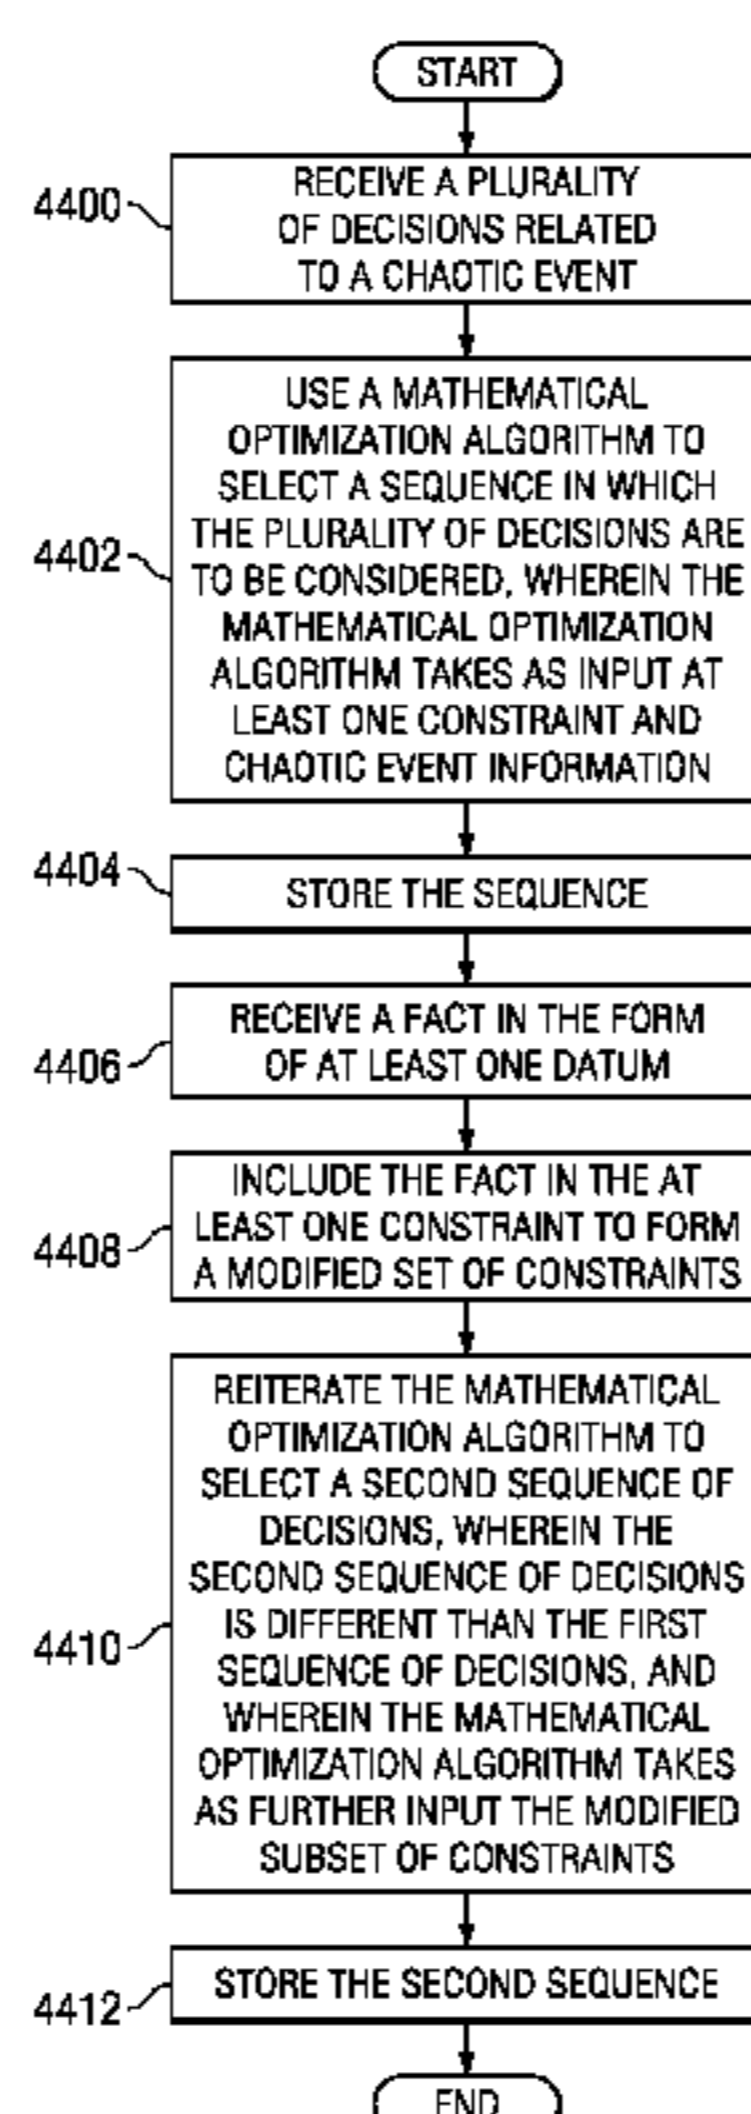 START
4400
RECEIVE A PLURALITY
OF DECISIONS RELATED
TO A CHAOTIC EVENT
4402
USE A MATHEMATICAL
OPTIMIZATION ALGORITHM TO
SELECT A SEQUENCE IN WHICH
THE PLURALITY OF DECISIONS ARE
TO BE CONSIDERED, WHEREIN THE
MATHEMATICAL OPTIMIZATION
ALGORITHM TAKES AS INPUT AT
LEAST ONE CONSTRAINT AND
CHAOTIC EVENT INFORMATION
4404
STORE THE SEQUENCE
4406
RECEIVE A FACT IN THE FORM
OF AT LEAST ONE DATUM
4408
INCLUDE THE FACT IN THE AT
LEAST ONE CONSTRAINT TO FORM
A MODIFIED SET OF CONSTRAINTS
4410
REITERATE THE MATHEMATICAL
OPTIMIZATION ALGORITHM TO
SELECT A SECOND SEQUENCE OF
DECISIONS, WHEREIN THE
SECOND SEQUENCE OF DECISIONS
IS DIFFERENT THAN THE FIRST
SEQUENCE OF DECISIONS, AND
WHEREIN THE MATHEMATICAL
OPTIMIZATION ALGORITHM TAKES
AS FURTHER INPUT THE MODIFIED
SUBSET OF CONSTRAINTS
4412
STORE THE SECOND SEQUENCE
END